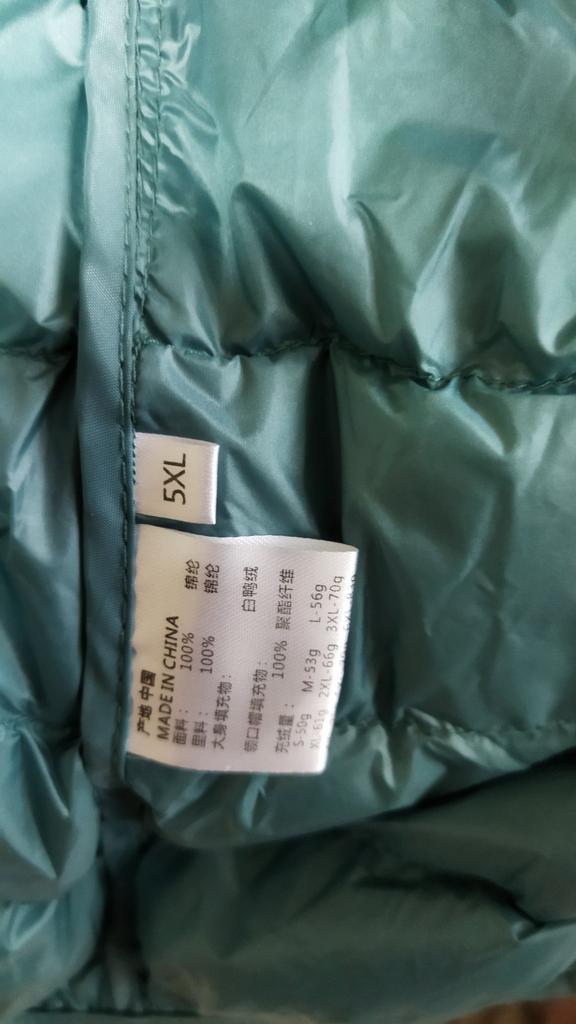 5XL
产地 中国
MADE IN CHINA
面料： 100% 锦纶
里料： 100% 锦纶
大身填充物：
白鸭绒
领口帽填充物： 100% 聚酯纤维
充绒量：
S-50g M-53g L-56g
XL-61g 2XL-66g 3XL-70g